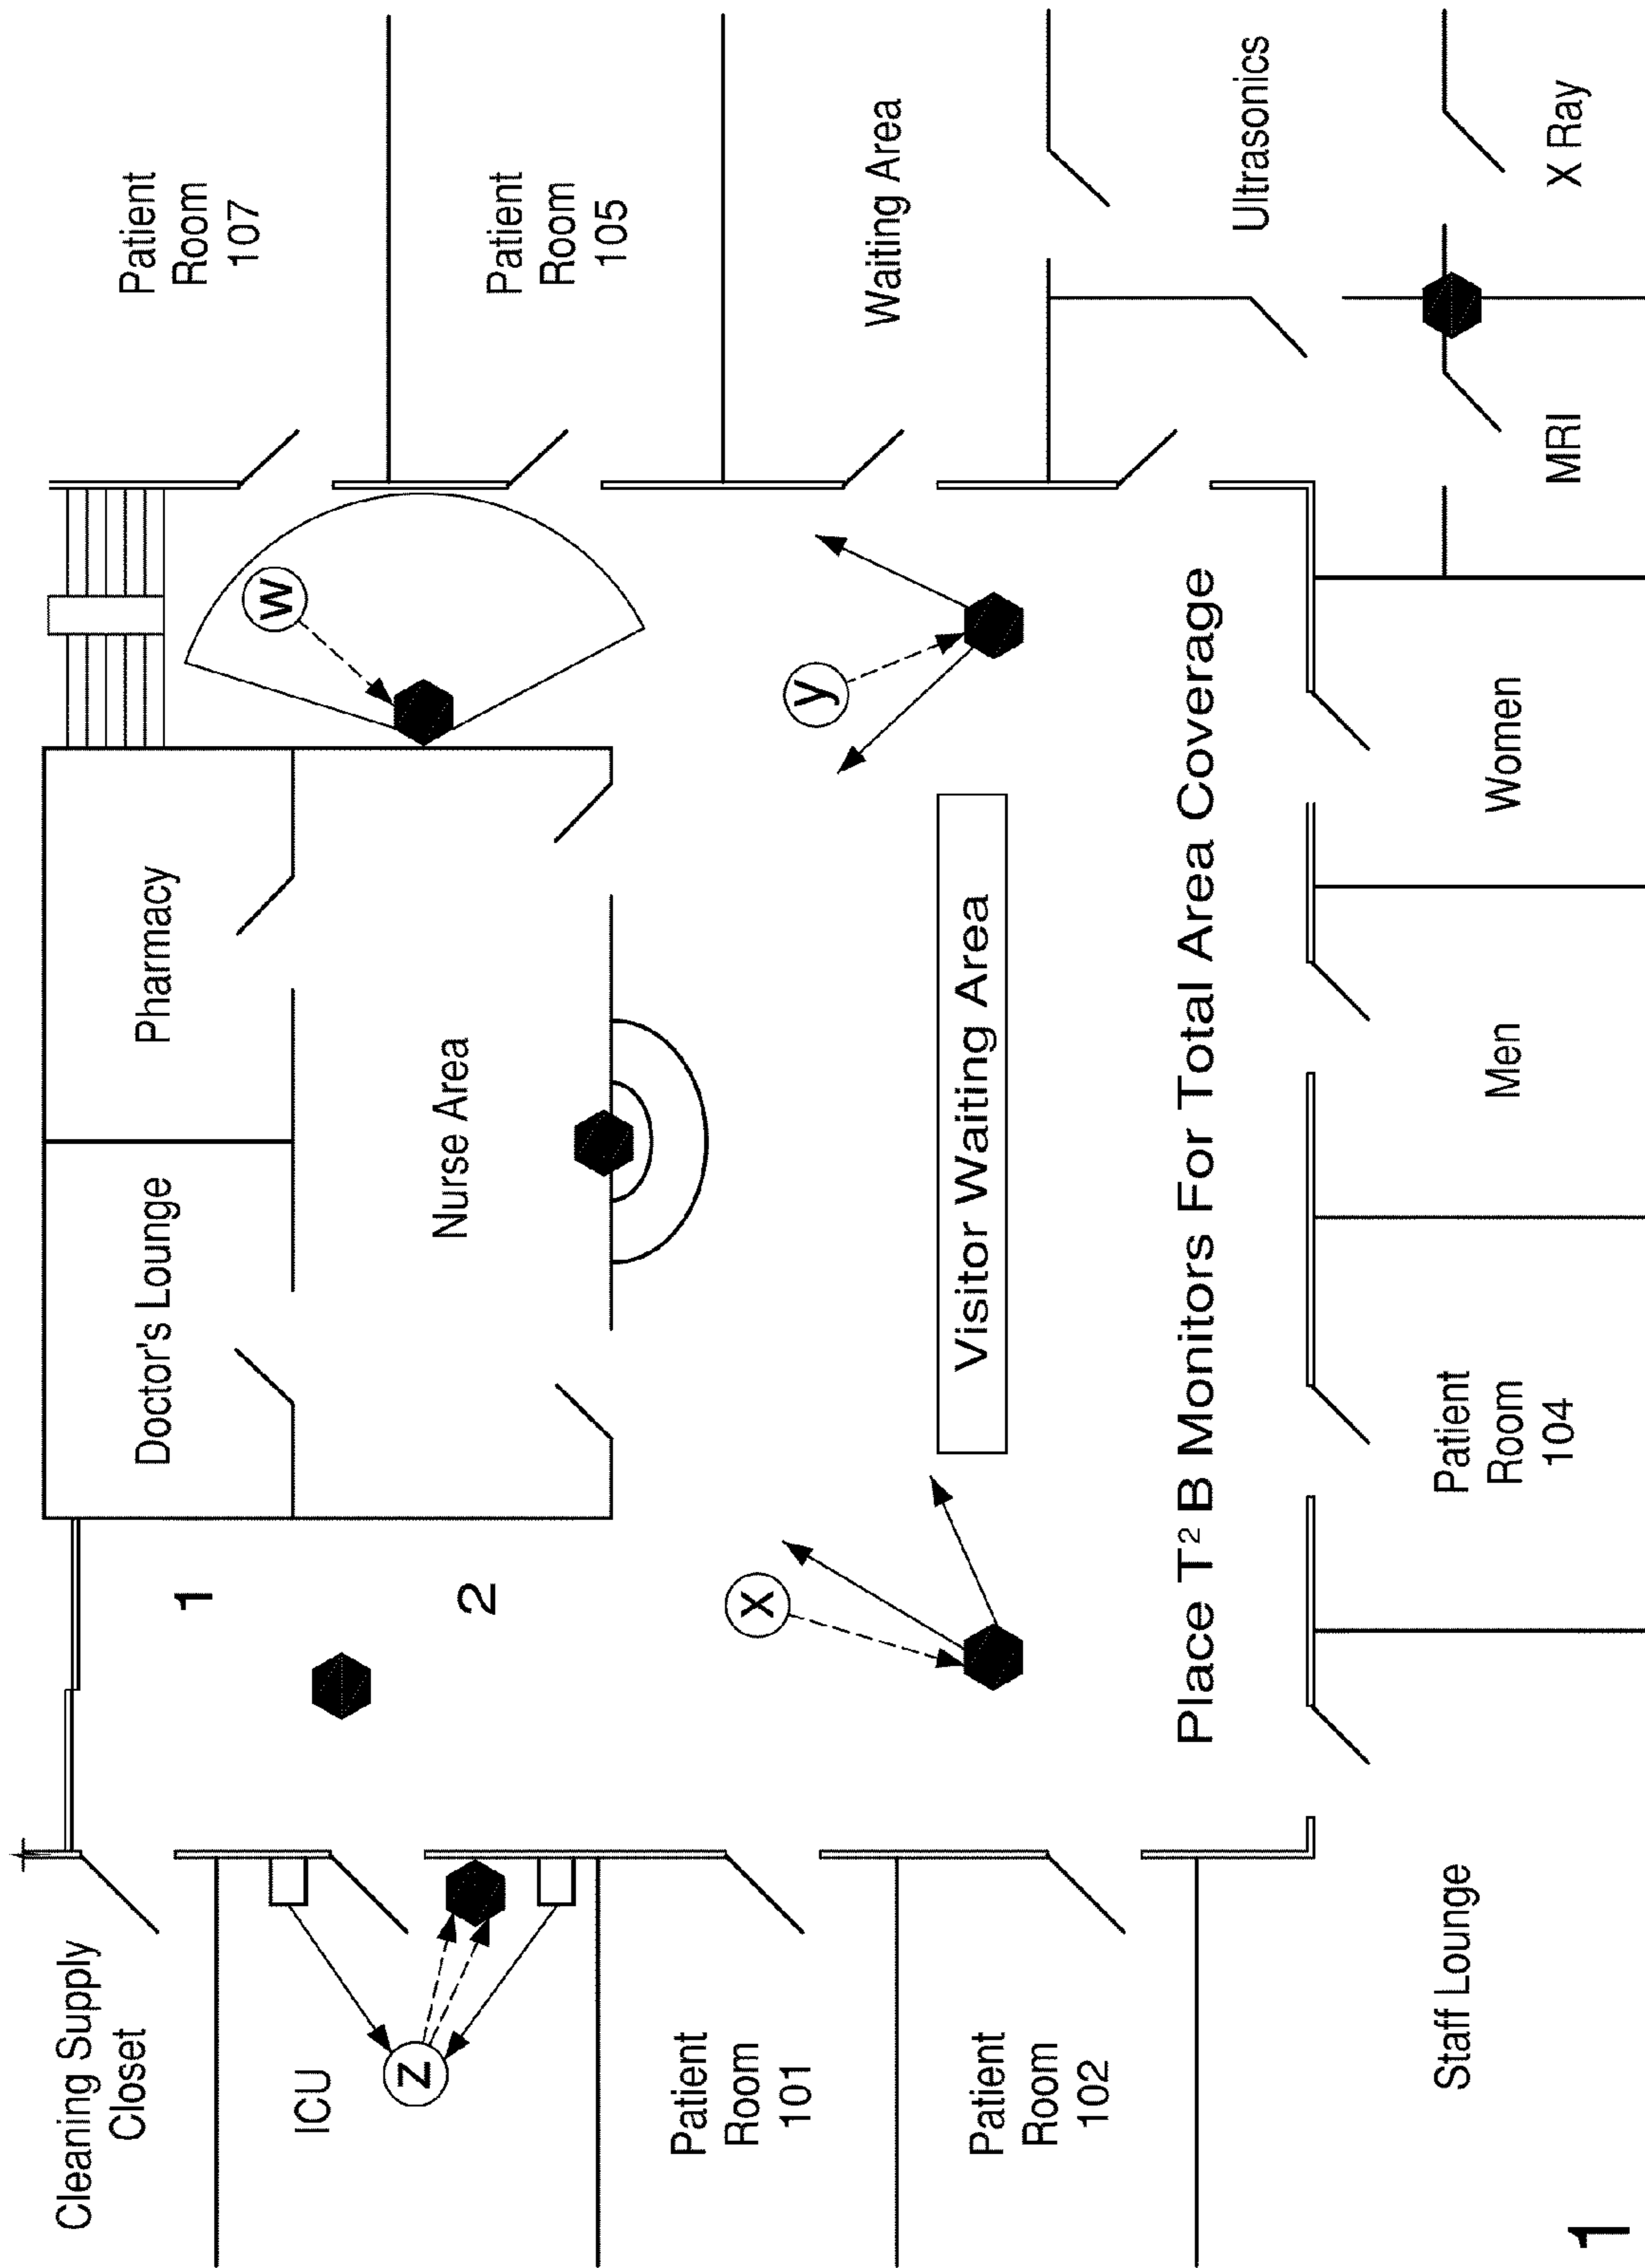 Cleaning Supply
Closet
Doctor's Lounge
Pharmacy
Patient
Room
107
1
W
ICU
Z
2
Nurse Area
Patient
Room
105
Patient
Room
101
X
y
Waiting Area
Patient
Room
102
Visitor Waiting Area
Place T² B Monitors For Total Area Coverage
Ultrasonics
Staff Lounge
Patient
Room
104
Men
Women
MRI
X Ray
1